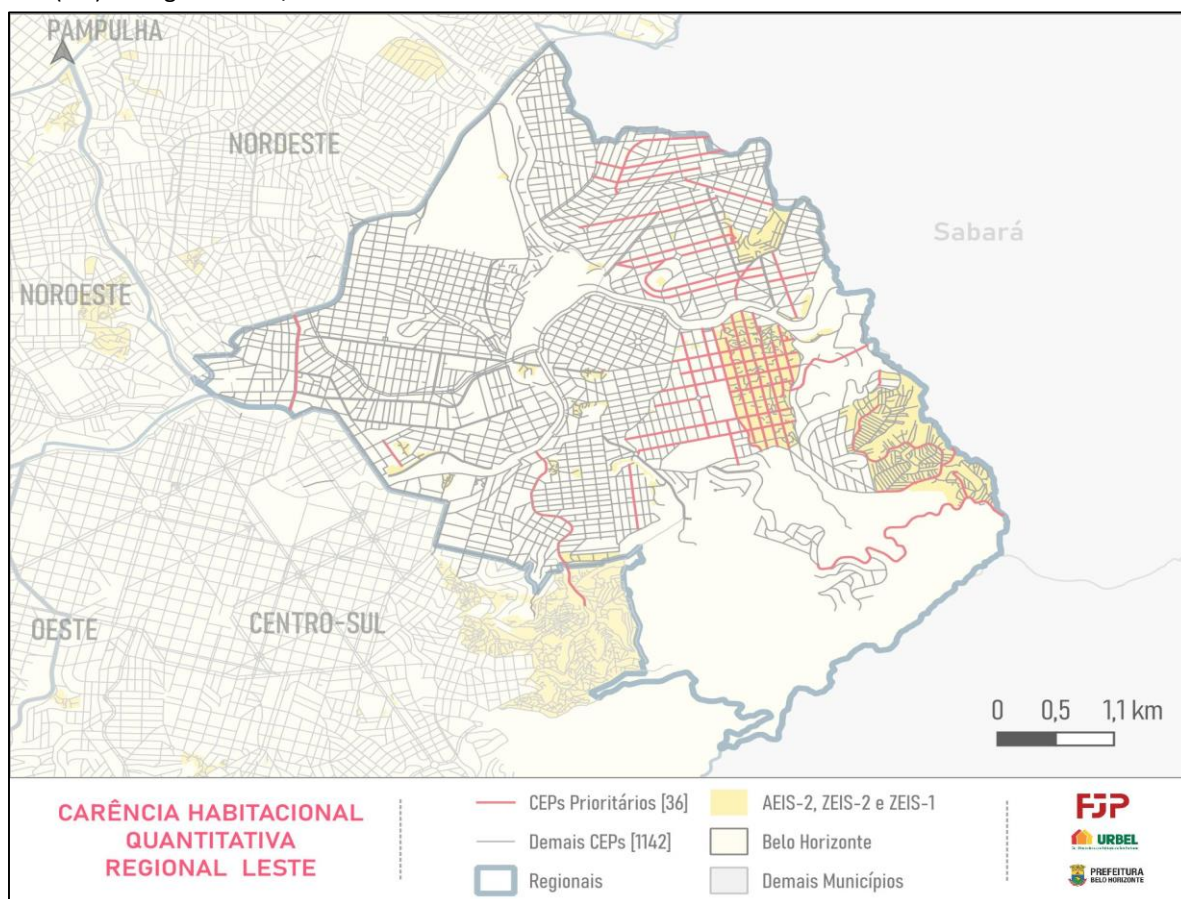 PAMPULHA
NORDESTE
Sabará
NOROESTE
CENTRO-SUL
OESTE
0 0,5 1,1 km
CARÊNCIA HABITACIONAL
QUANTITATIVA
REGIONAL LESTE
CEPs Prioritários [36]
Demais CEPs [1142]
Regionais
AEIS-2, ZEIS-2 e ZEIS-1
Belo Horizonte
Demais Municípios
FJP
URBEL
PREFEITURA
BELO HORIZONTE